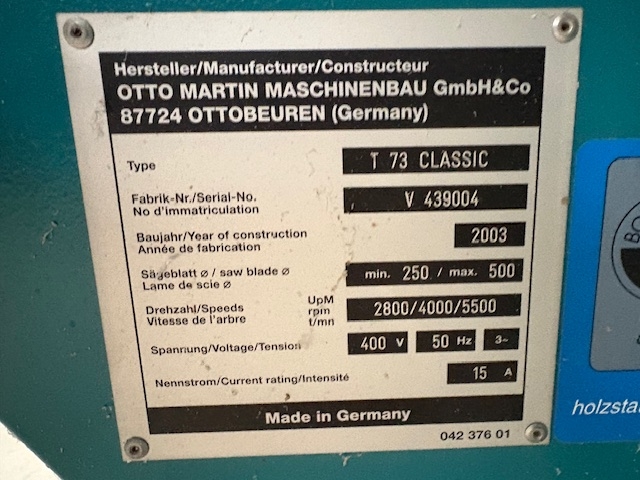 Hersteller/Manufacturer/Constructeur
OTTO MARTIN MASCHINENBAU GmbH&Co
87724 OTTOBEUREN (Germany)
Type T 73 CLASSIC
Fabrik-Nr./Serial-No. V 439004
No d'immatriculation
Baujahr/Year of construction 2003
Année de fabrication
Sägeblatt ø / saw blade ø min. 250 / max. 500
Lame de scie ø
Drehzahl/Speeds UpM 2800/4000/5500
Vitesse de l'arbre rpm
t/mn
Spannung/Voltage/Tension 400 V 50 Hz 3~
Nennstrom/Current rating/Intensité 15 A
Made in Germany
042 376 01